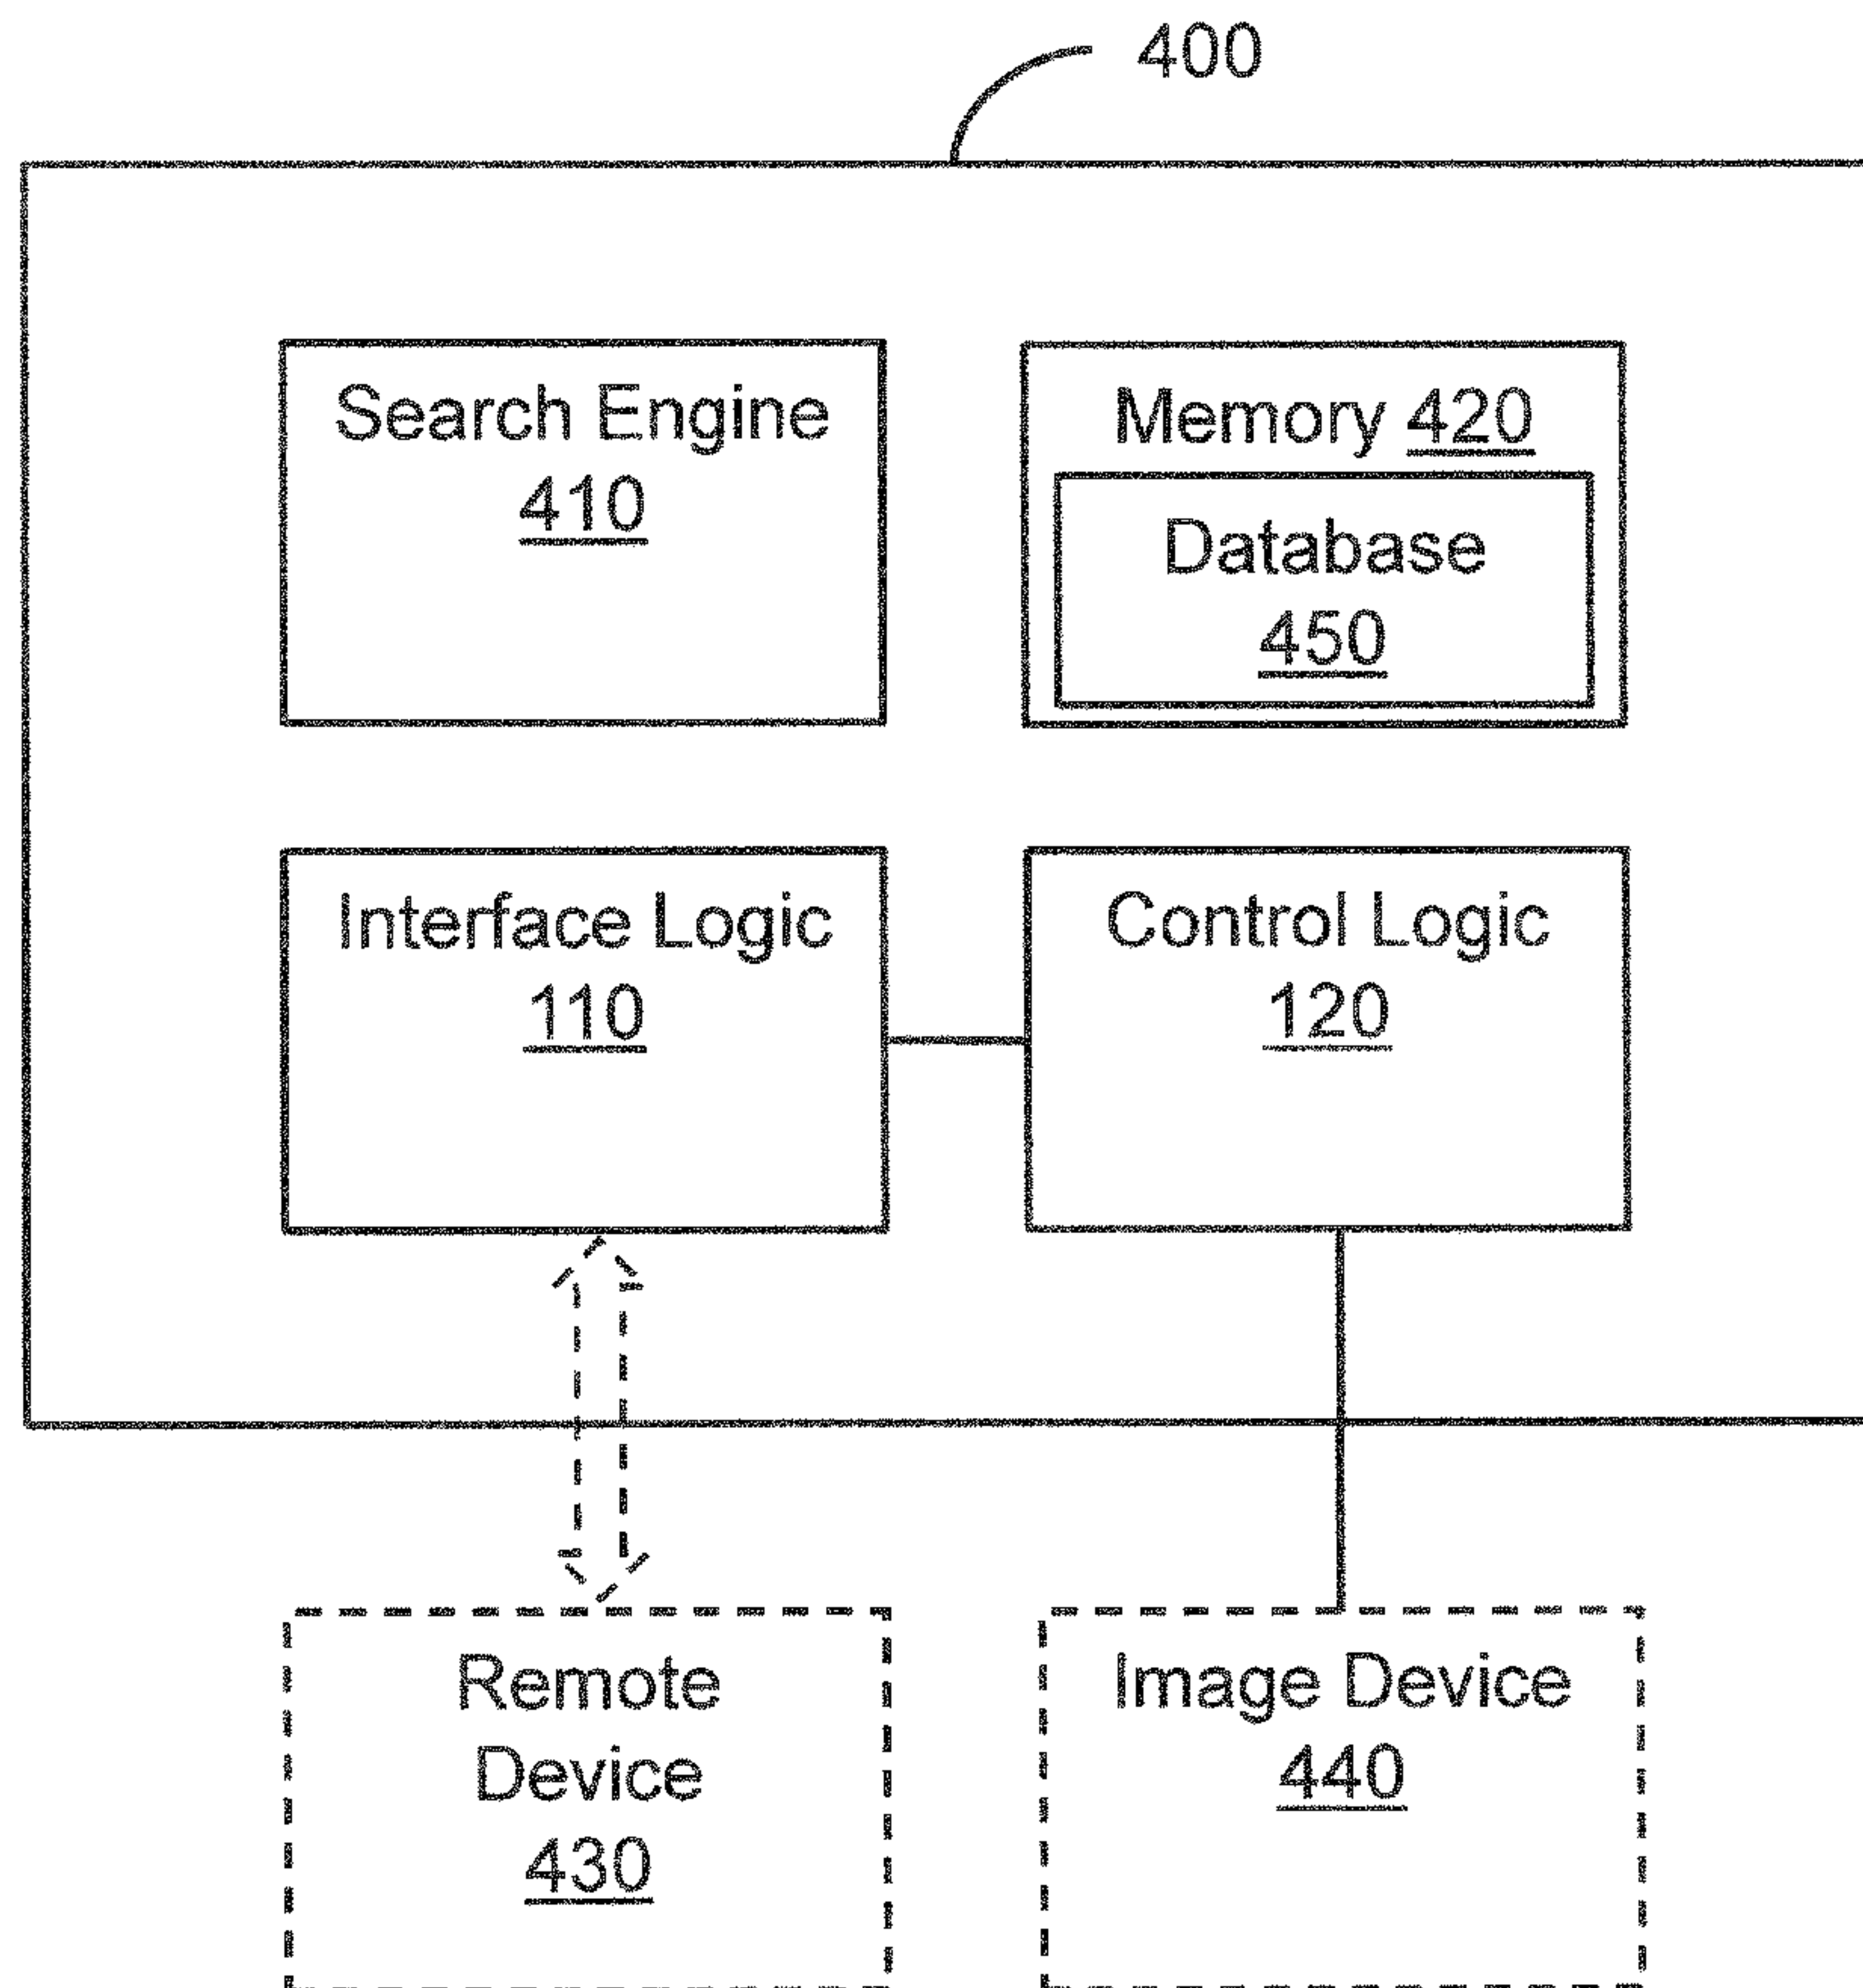 400
Search Engine
410
Memory 420
Database
450
Interface Logic
110
Control Logic
120
Remote
Device
430
Image Device
440